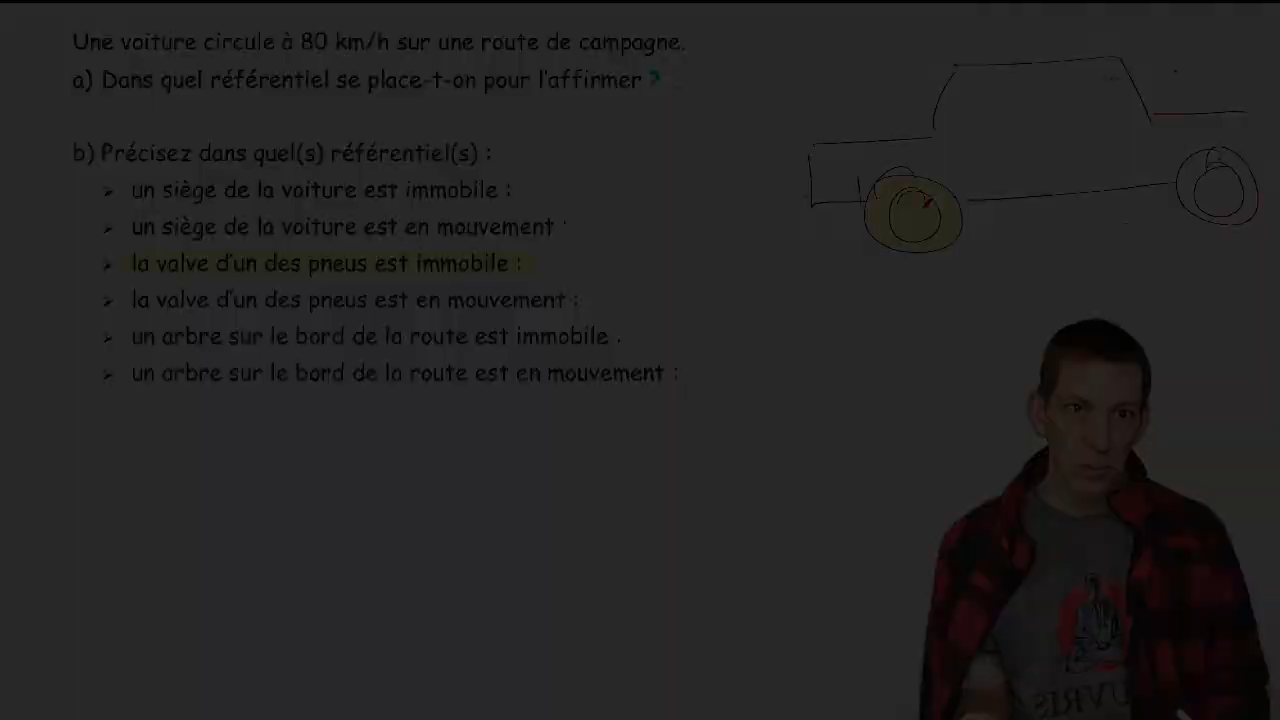 Une voiture circule à 80 km/h sur une route de campagne.
a) Dans quel référentiel se place-t-on pour l'affirmer ?
b) Précisez dans quel(s) référentiel(s) :
➢ un siège de la voiture est immobile :
➢ un siège de la voiture est en mouvement :
➢ la valve d'un des pneus est immobile :
➢ la valve d'un des pneus est en mouvement :
➢ un arbre sur le bord de la route est immobile :
➢ un arbre sur le bord de la route est en mouvement :